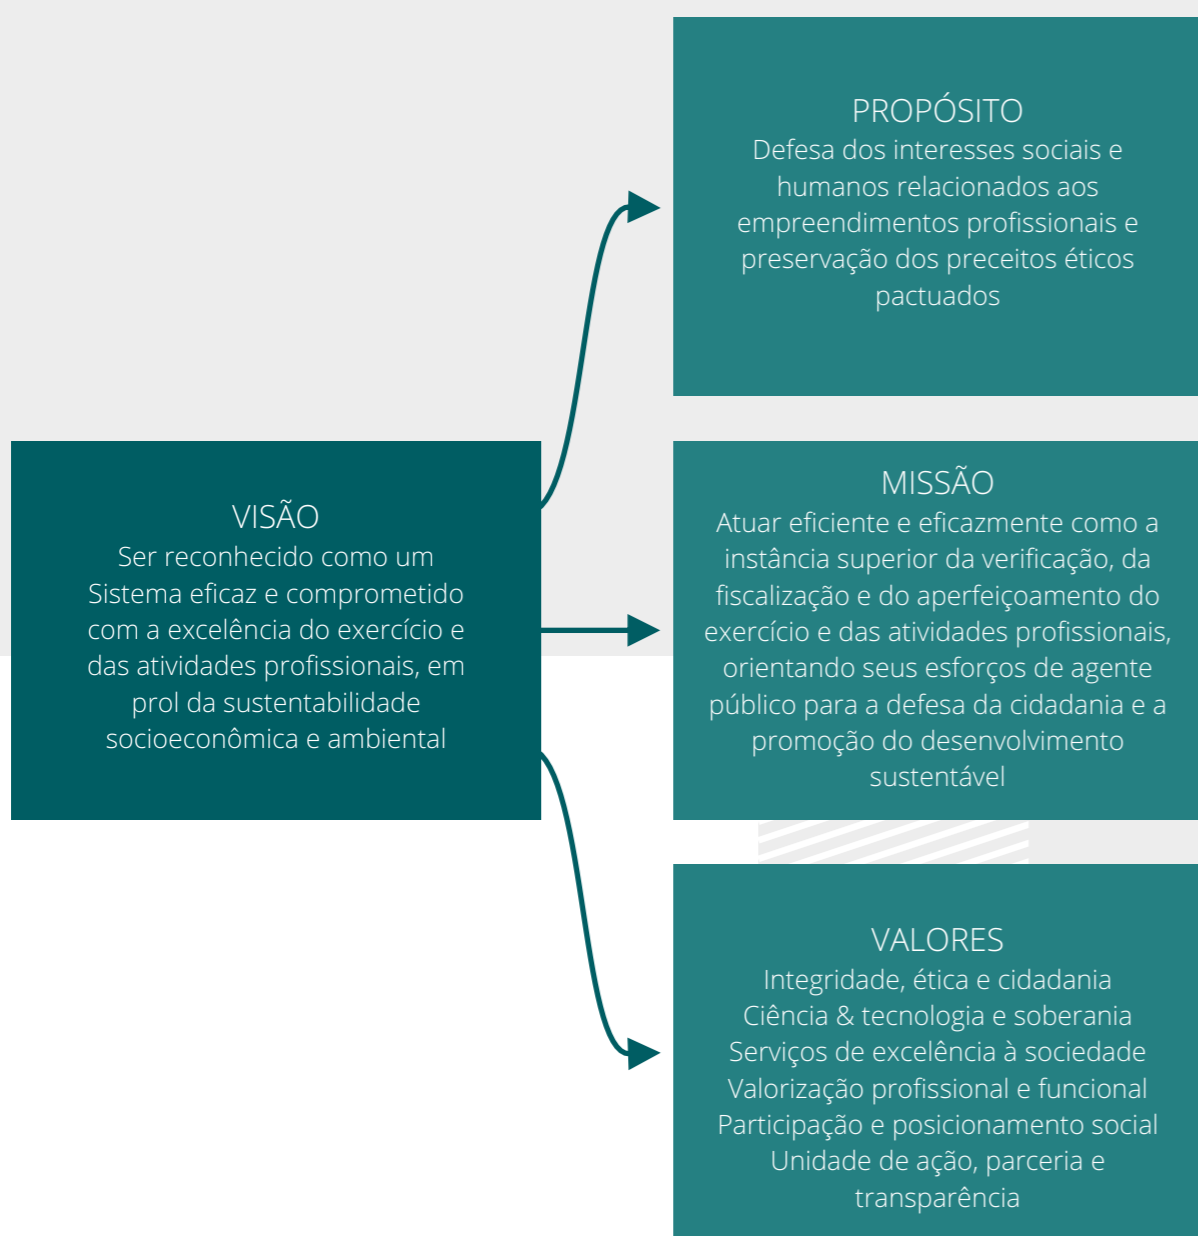 PROPÓSITO
Defesa dos interesses sociais e
humanos relacionados aos
empreendimentos profissionais e
preservação dos preceitos éticos
pactuados
VISÃO
Ser reconhecido como um
Sistema eficaz e comprometido
com a excelência do exercício e
das atividades profissionais, em
prol da sustentabilidade
socioeconômica e ambiental
MISSÃO
Atuar eficiente e eficazmente como a
instância superior da verificação, da
fiscalização e do aperfeiçoamento do
exercício e das atividades profissionais,
orientando seus esforços de agente
público para a defesa da cidadania e a
promoção do desenvolvimento
sustentável
VALORES
Integridade, ética e cidadania
Ciência & tecnologia e soberania
Serviços de excelência à sociedade
Valorização profissional e funcional
Participação e posicionamento social
Unidade de ação, parceria e
transparência